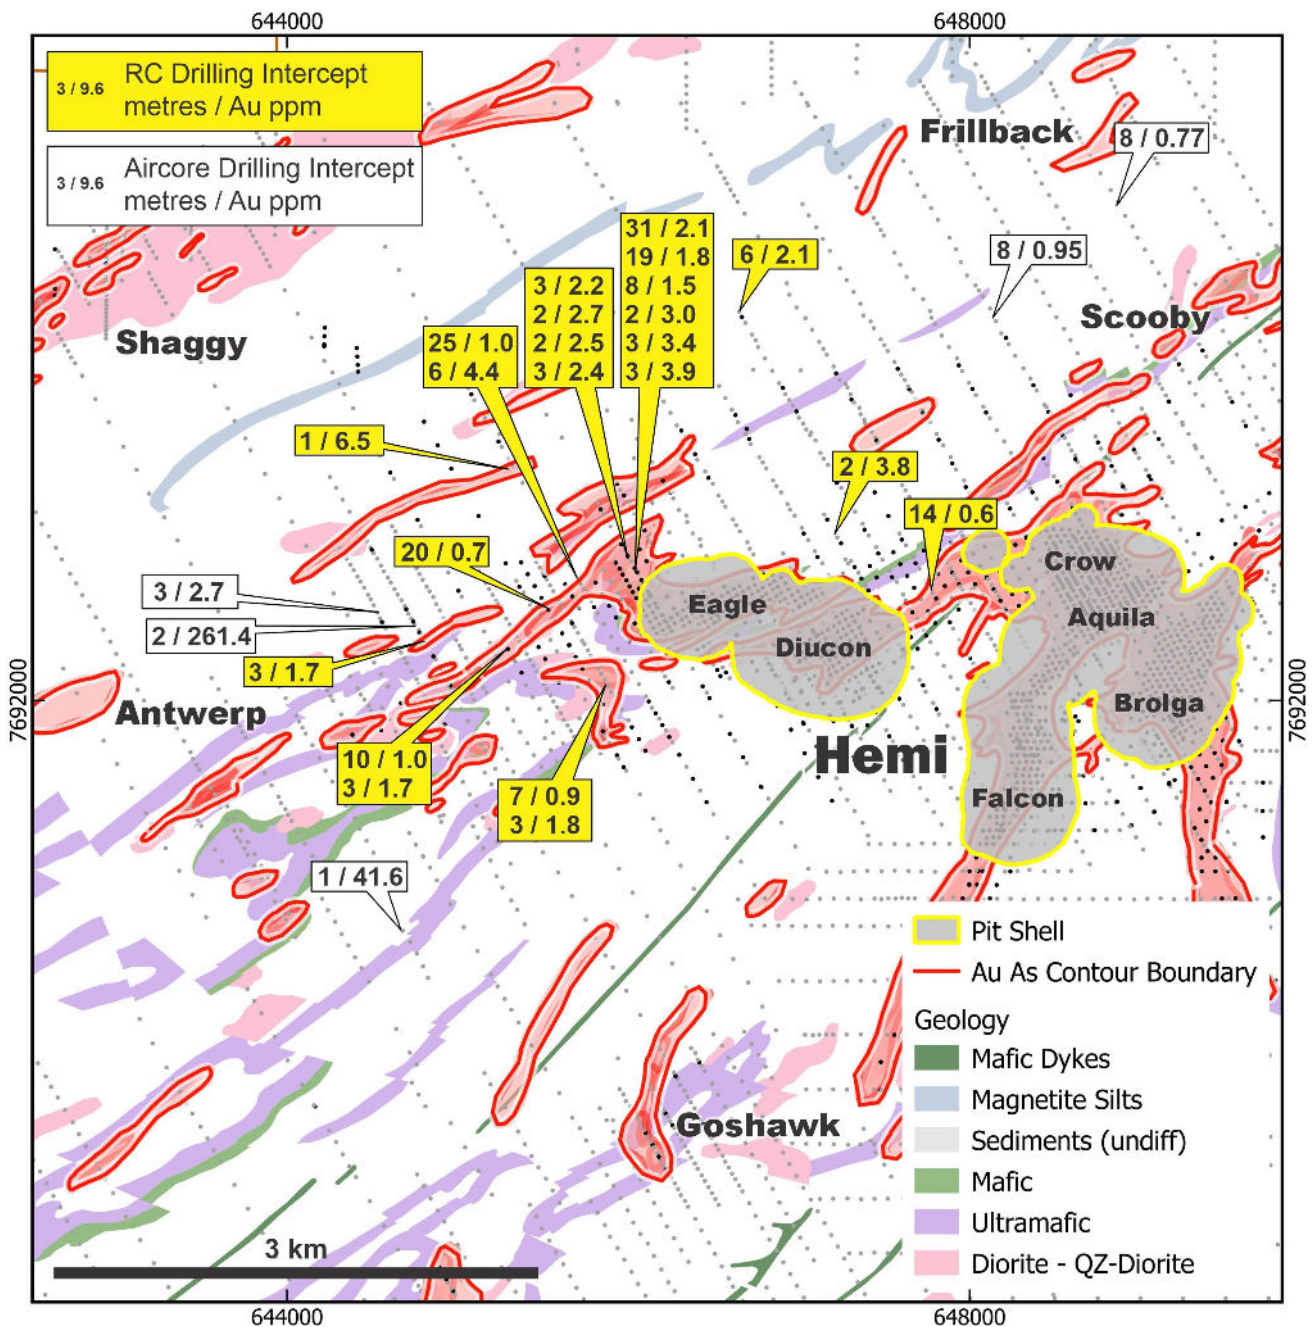 644000
648000
3 / 9.6
RC Drilling Intercept
metres / Au ppm
3 / 9.6
Aircore Drilling Intercept
metres / Au ppm
Frillback
8 / 0.77
31 / 2.1
19 / 1.8
8 / 1.5
2 / 3.0
3 / 3.4
3 / 3.9
6 / 2.1
8 / 0.95
3 / 2.2
2 / 2.7
2 / 2.5
3 / 2.4
Scooby
Shaggy
25 / 1.0
6 / 4.4
1 / 6.5
2 / 3.8
14 / 0.6
20 / 0.7
Crow
3 / 2.7
Eagle
Aquila
2 / 261.4
Diucon
3 / 1.7
7692000
7692000
Antwerp
Brolga
Hemi
10 / 1.0
3 / 1.7
7 / 0.9
3 / 1.8
Falcon
1 / 41.6
Pit Shell
Au As Contour Boundary
Geology
Mafic Dykes
Magnetite Silts
Sediments (undiff)
Mafic
Ultramafic
Diorite - QZ-Diorite
Goshawk
3 km
644000
648000